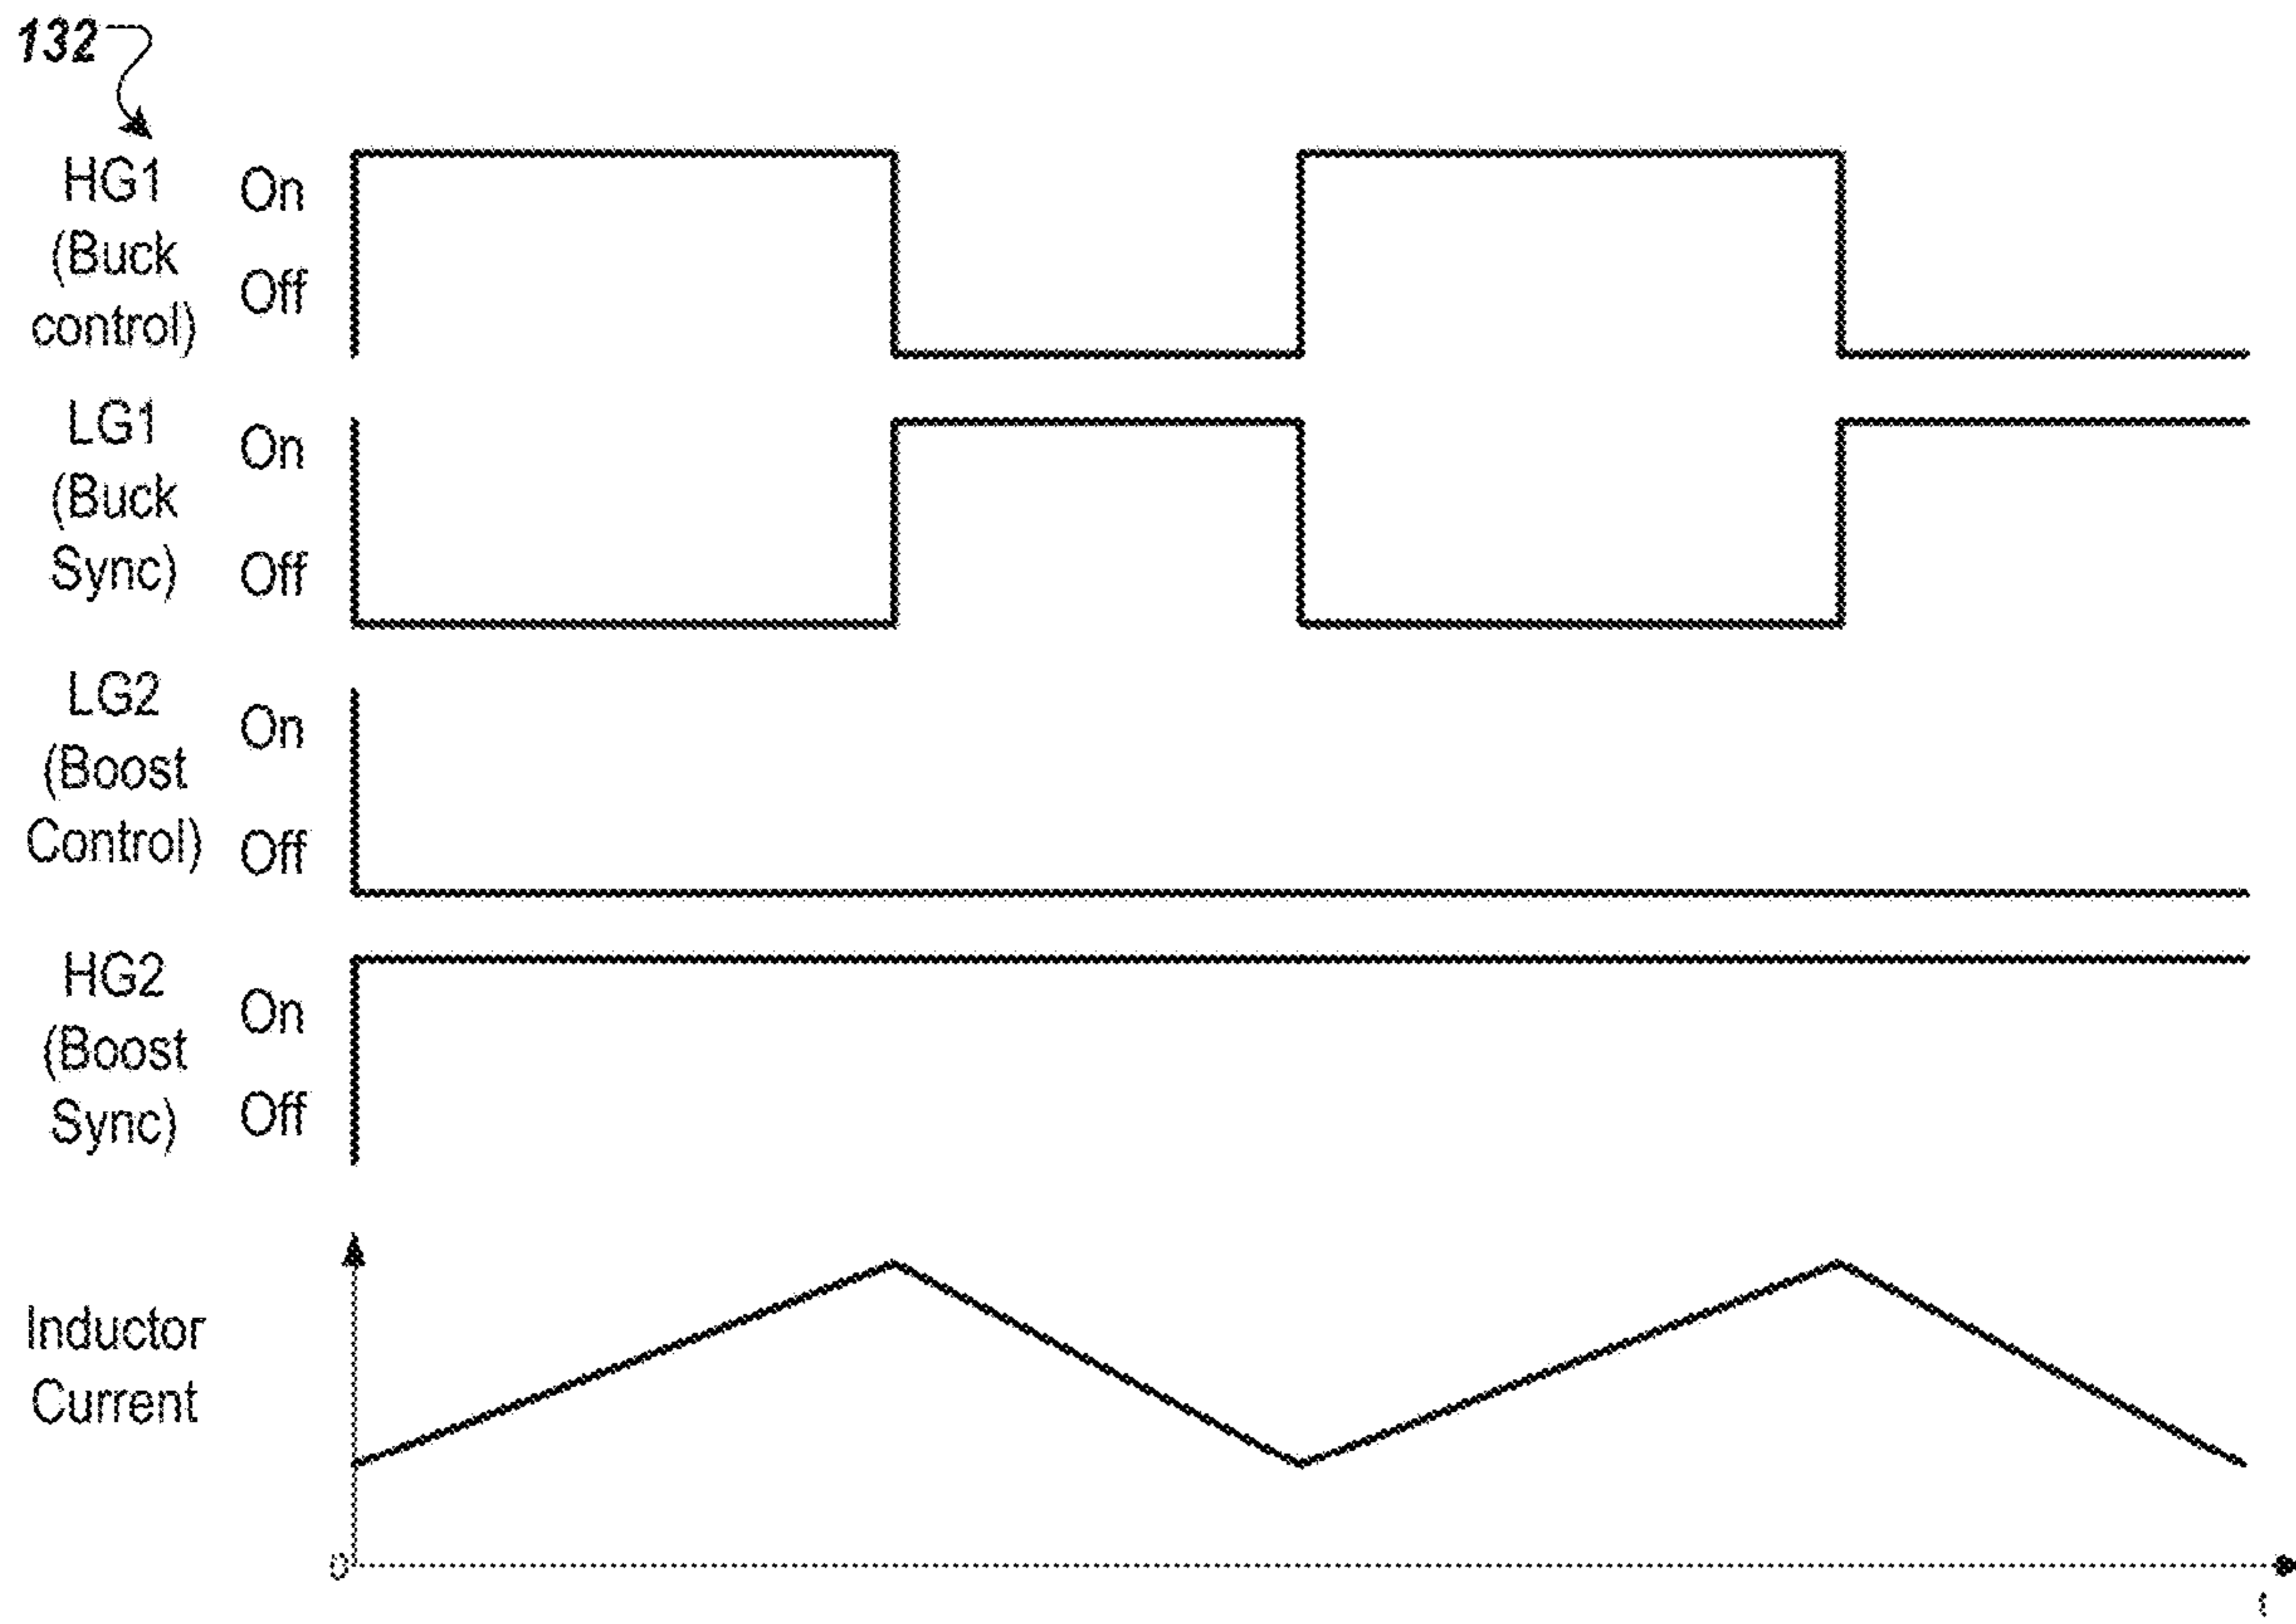 132
HG1
(Buck
control)
On
Off
LG1
(Buck
Sync)
On
Off
LG2
(Boost
Control)
On
Off
HG2
(Boost
Sync)
On
Off
Inductor
Current
0
t